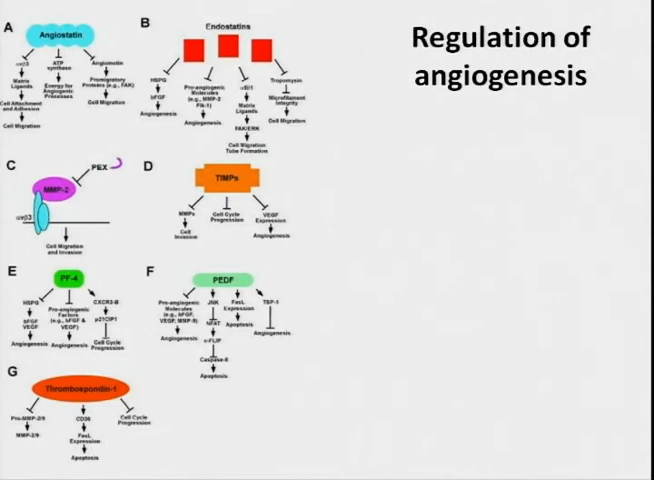 Regulation of
angiogenesis
A
Angiostatin
αvβ3
Matrix
Ligands
Cell Attachment
and Adhesion
Cell Migration
ATP
synthase
Energy for
Angiogenic
Processes
Angiomotin
Promigratory
Proteins (e.g., FAK)
Cell Migration
B
Endostatins
HSPG
bFGF
Angiogenesis
Pro-angiogenic
Molecules
(e.g., MMP-2
Flk-1)
Angiogenesis
α5β1
Matrix
Ligands
FAK/ERK
Cell Migration
Tube Formation
Tropomysin
Microfilament
Integrity
Cell Migration
C
PEX
MMP-2
αvβ3
Cell Migration
and Invasion
D
TIMPs
MMPs
Cell
Invasion
Cell Cycle
Progression
VEGF
Expression
Angiogenesis
E
PF-4
HSPG
bFGF
VEGF
Angiogenesis
Pro-angiogenic
Factors
(e.g., bFGF &
VEGF)
Angiogenesis
CXCR3-B
p21CIP1
Cell Cycle
Progression
F
PEDF
Pro-angiogenic
Molecules
(e.g., bFGF,
VEGF, MMP-9)
Angiogenesis
JNK
NFAT
c-FLIP
Caspase-8
Apoptosis
FasL
Expression
Apoptosis
TSP-1
Angiogenesis
G
Thrombospondin-1
Pro-MMP-2/9
MMP-2/9
CD36
FasL
Expression
Apoptosis
Cell Cycle
Progression